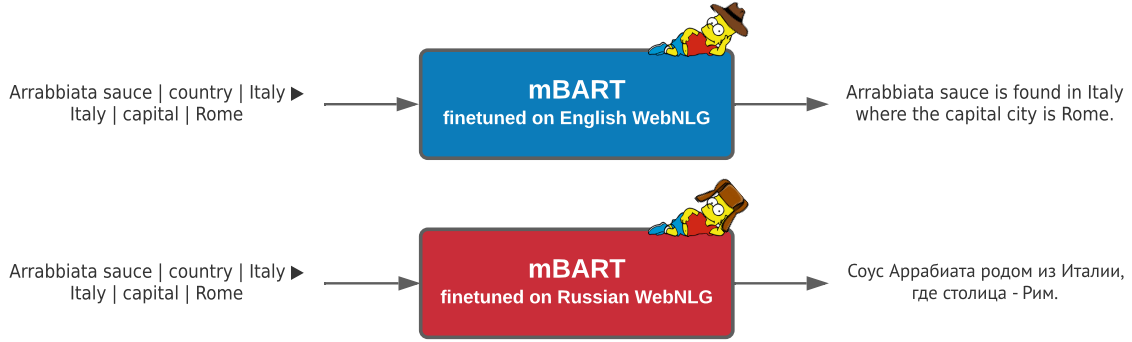 Arrabbiata sauce | country | Italy ▶
Italy | capital | Rome
mBART
finetuned on English WebNLG
Arrabbiata sauce is found in Italy
where the capital city is Rome.
Arrabbiata sauce | country | Italy ▶
Italy | capital | Rome
mBART
finetuned on Russian WebNLG
Соус Аррабиата родом из Италии,
где столица - Рим.